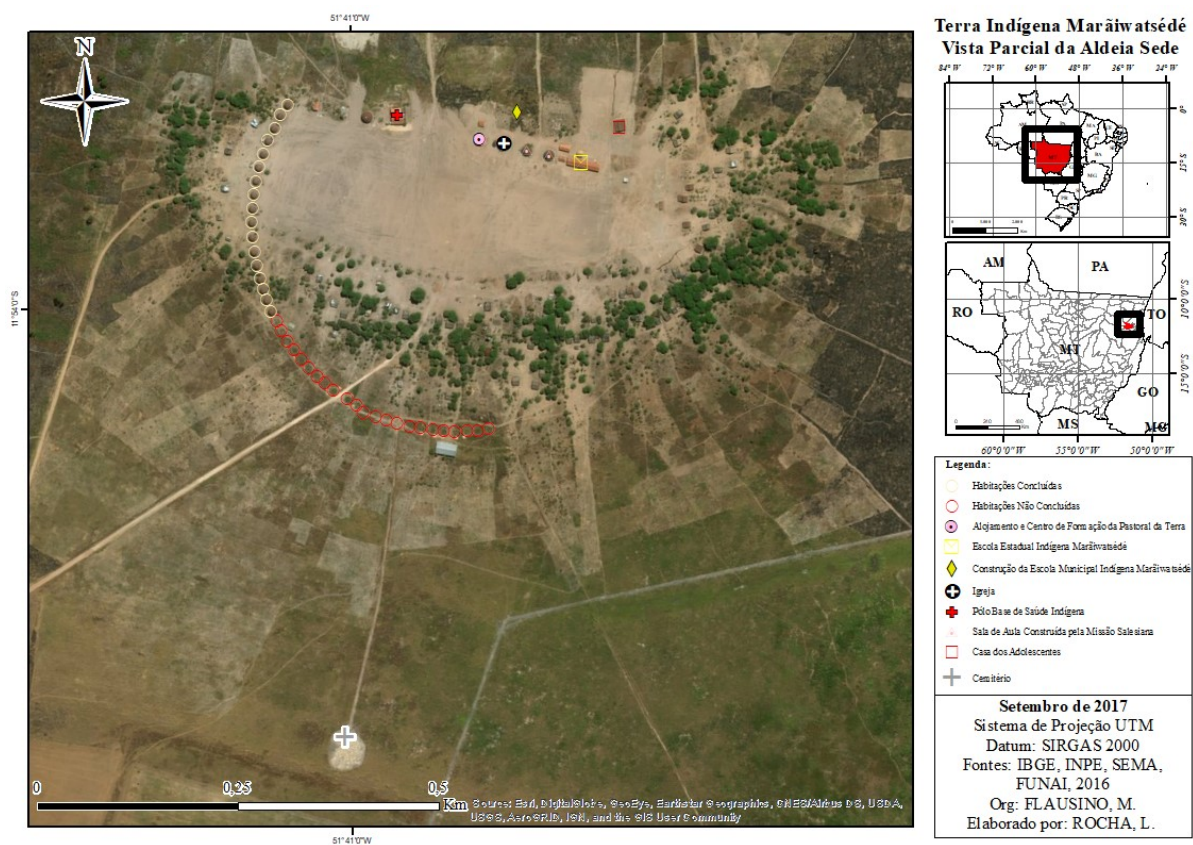 Terra Indígena Marãiwatsédé
Vista Parcial da Aldeia Sede
51°41'0"W
N
11°54'0"S
0
0,25
0,5
Km
Source: Esri, DigitalGlobe, GeoEye, Earthstar Geographics, CNES/Airbus DS, USDA,
USGS, AeroGRID, IGN, and the GIS User Community
51°41'0"W
84° W 72° W 60° W 48° W 36° W 24° W
0°
15° S
30° S
AM PA
RO MT TO
GO
MS
10°0'0"S
15°0'0"S
60°0'0"W 55°0'0"W 50°0'0"W
Legenda:
Habitações Concluídas
Habitações Não Concluídas
Alojamento e Centro de Formação da Pastoral da Terra
Escola Estadual Indígena Marãiwatsédé
Construção da Escola Municipal Indígena Marãiwatsédé
Igreja
Pólo Base de Saúde Indígena
Sala de Aula Construída pela Missão Salesiana
Casa dos Adolescentes
Cemitério
Setembro de 2017
Sistema de Projeção UTM
Datum: SIRGAS 2000
Fontes: IBGE, INPE, SEMA,
FUNAI, 2016
Org: FLAUSINO, M.
Elaborado por: ROCHA, L.